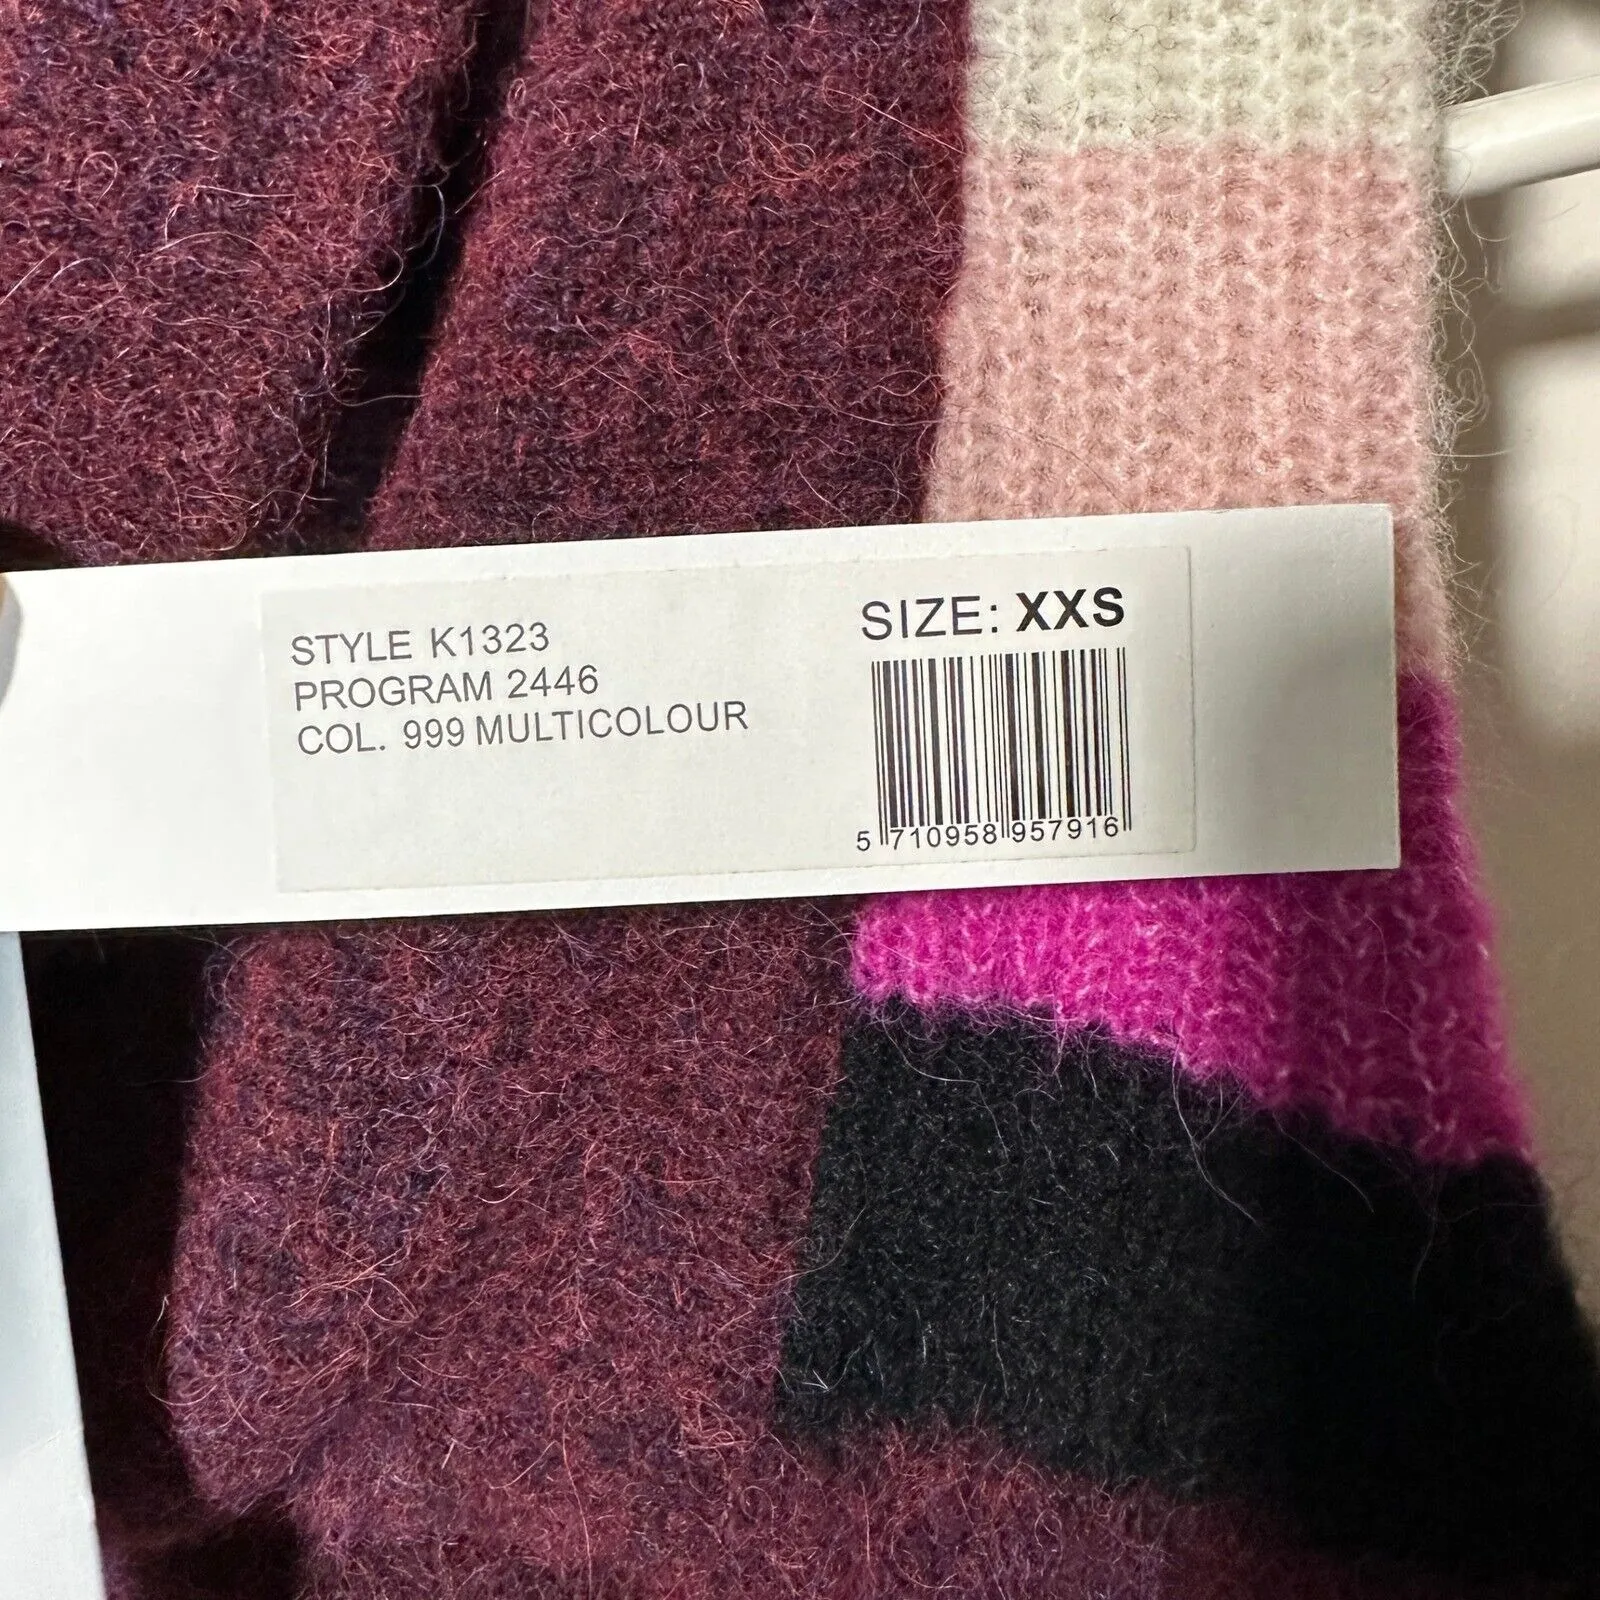 STYLE K1323
PROGRAM 2446
COL. 999 MULTICOLOUR
SIZE: XXS
5 710958 957916